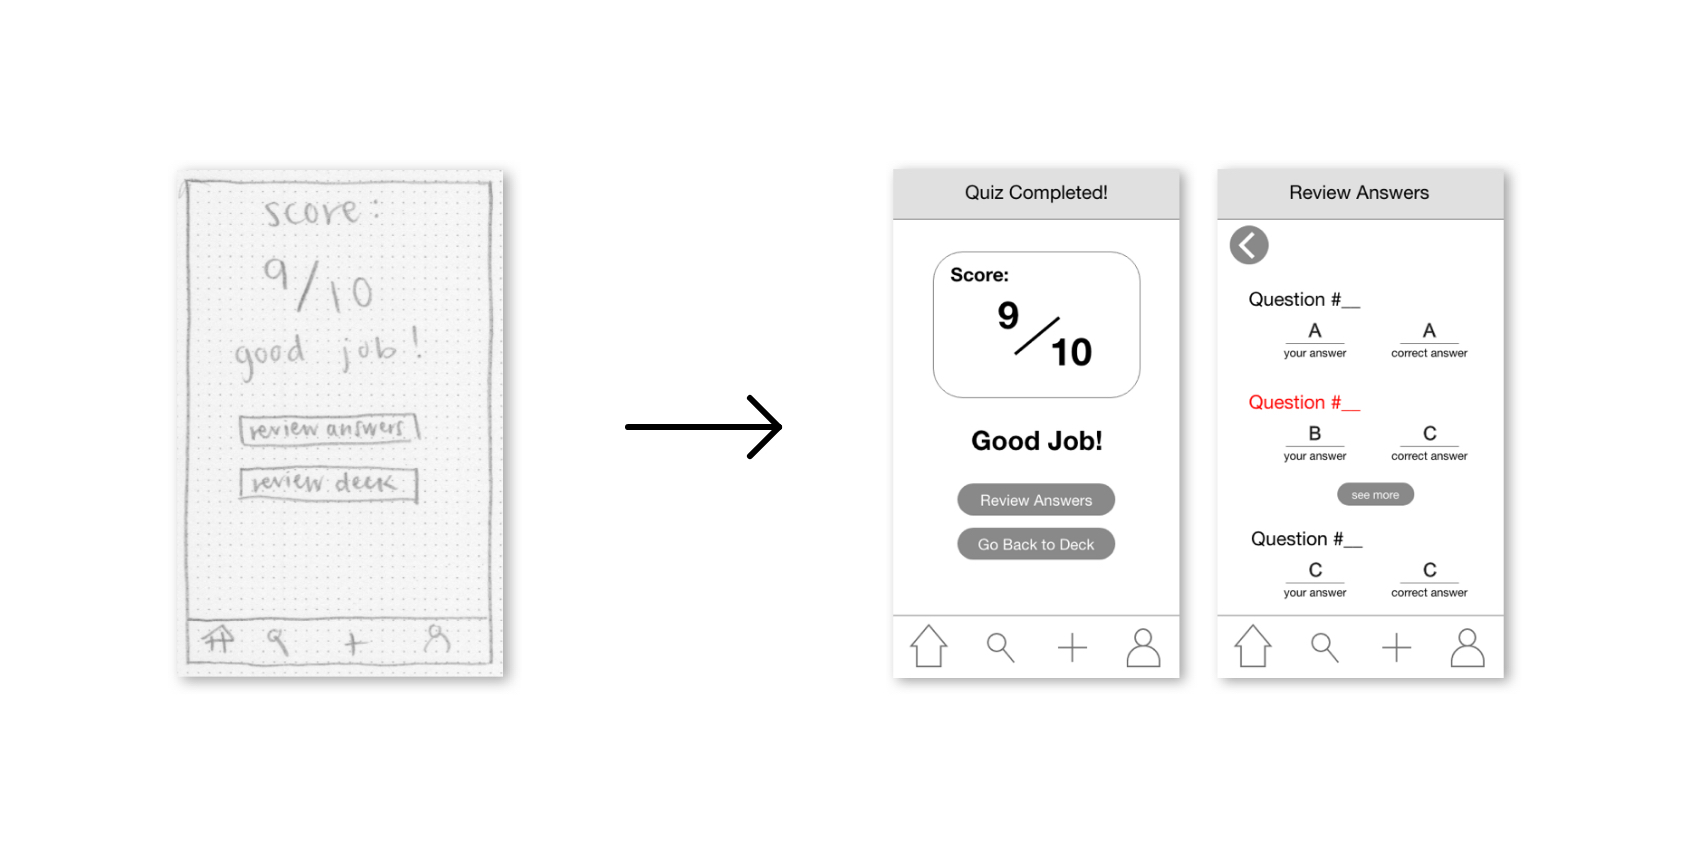 score:
9/10
good job!
review answers
review deck
Quiz Completed!
Score:
9/10
Good Job!
Review Answers
Go Back to Deck
Review Answers
Question #__
A A
your answer correct answer
Question #__
B C
your answer correct answer
see more
Question #__
C C
your answer correct answer